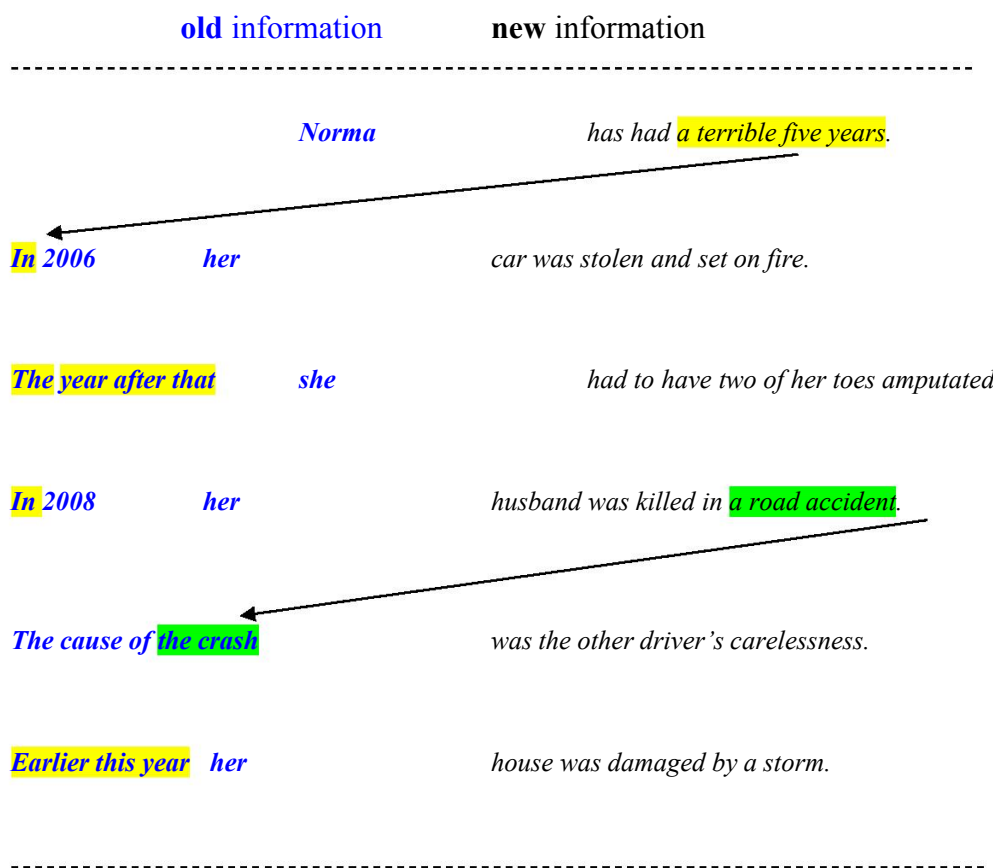 old information new information
Norma has had a terrible five years.
In 2006 her car was stolen and set on fire.
The year after that she had to have two of her toes amputated
In 2008 her husband was killed in a road accident.
The cause of the crash was the other driver’s carelessness.
Earlier this year her house was damaged by a storm.